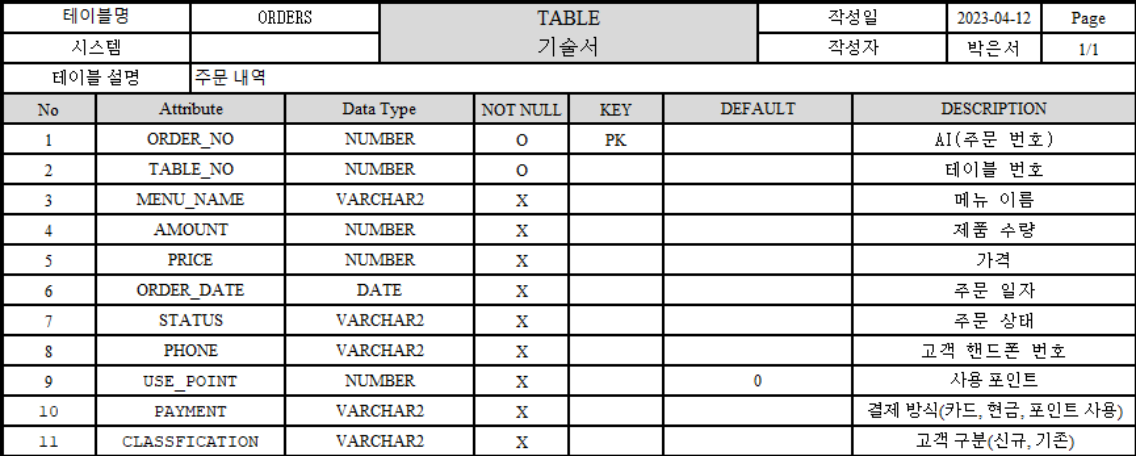 테이블명 ORDERS TABLE 작성일 2023-04-12 Page
시스템 기술서 작성자 박은서 1/1
테이블 설명 주문 내역
No Attribute Data Type NOT NULL KEY DEFAULT DESCRIPTION
1 ORDER_NO NUMBER O PK AI(주문 번호)
2 TABLE_NO NUMBER O 테이블 번호
3 MENU_NAME VARCHAR2 X 메뉴 이름
4 AMOUNT NUMBER X 제품 수량
5 PRICE NUMBER X 가격
6 ORDER_DATE DATE X 주문 일자
7 STATUS VARCHAR2 X 주문 상태
8 PHONE VARCHAR2 X 고객 핸드폰 번호
9 USE_POINT NUMBER X 0 사용 포인트
10 PAYMENT VARCHAR2 X 결제 방식(카드, 현금, 포인트 사용)
11 CLASSFICATION VARCHAR2 X 고객 구분(신규, 기존)